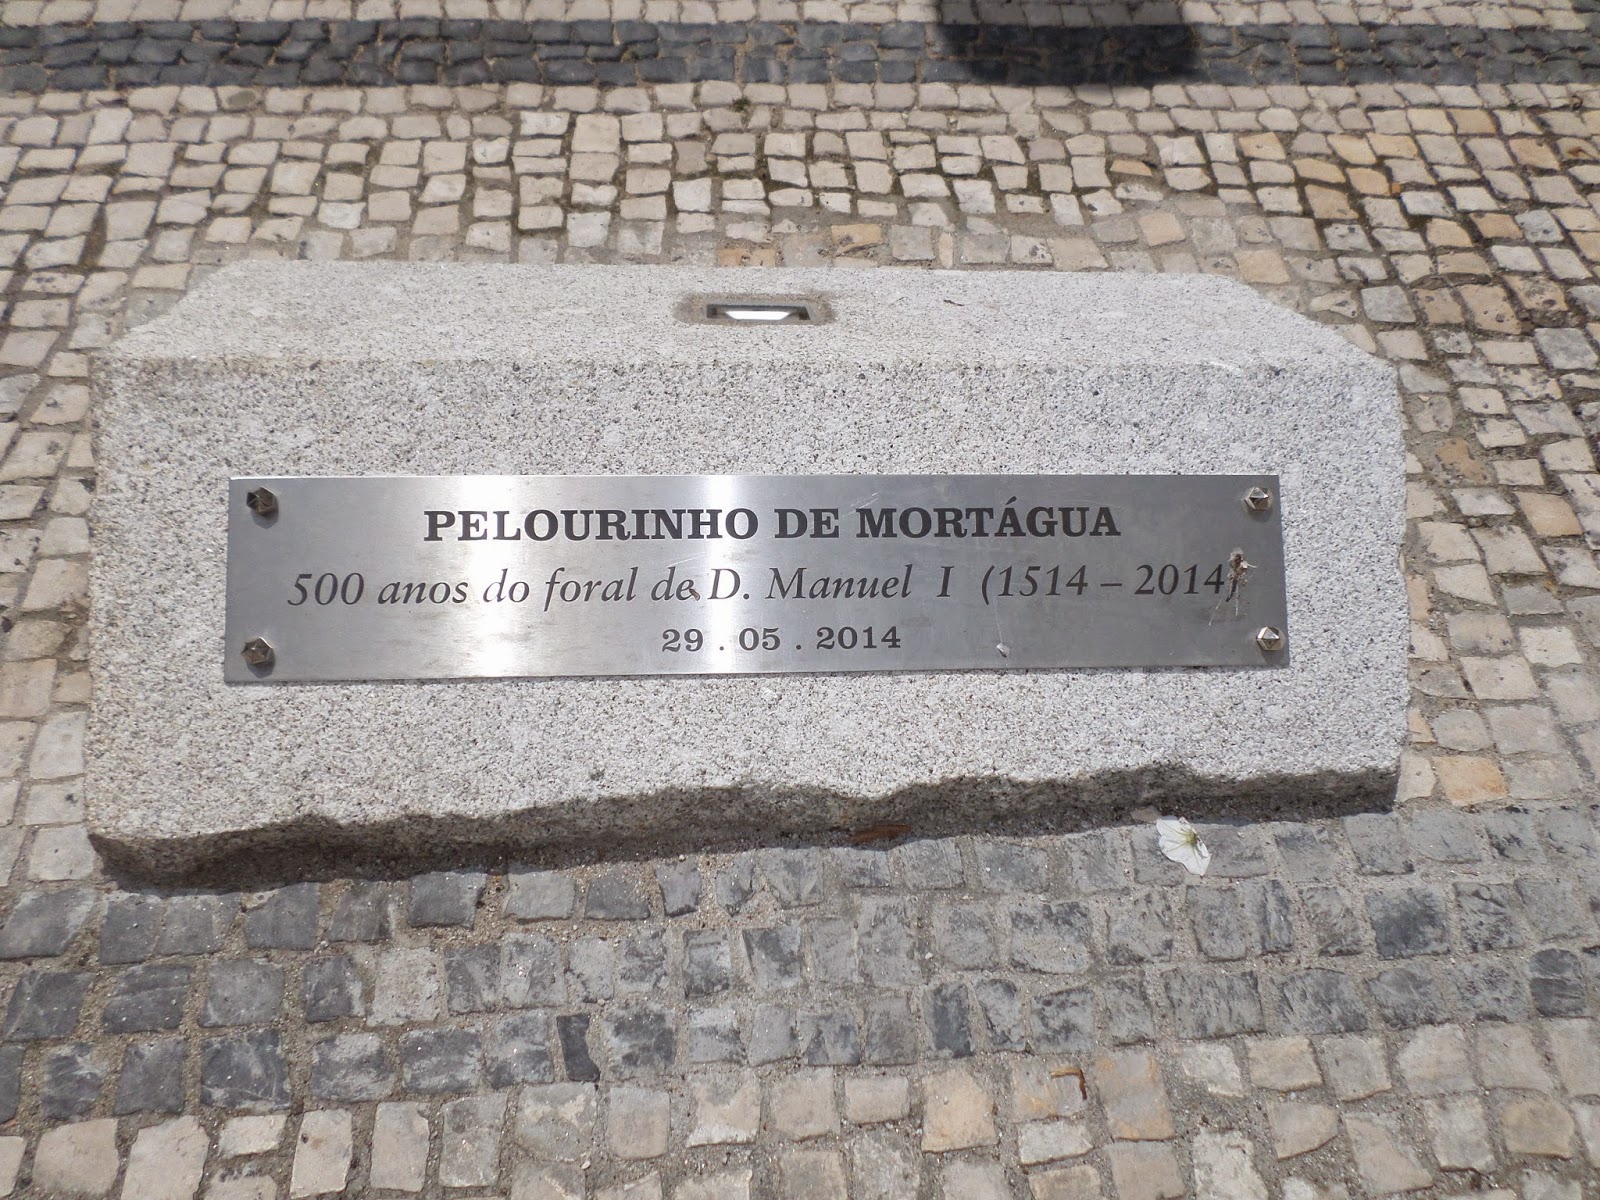 PELOURINHO DE MORTÁGUA
500 anos do foral de D. Manuel I (1514 – 2014)
29 . 05 . 2014